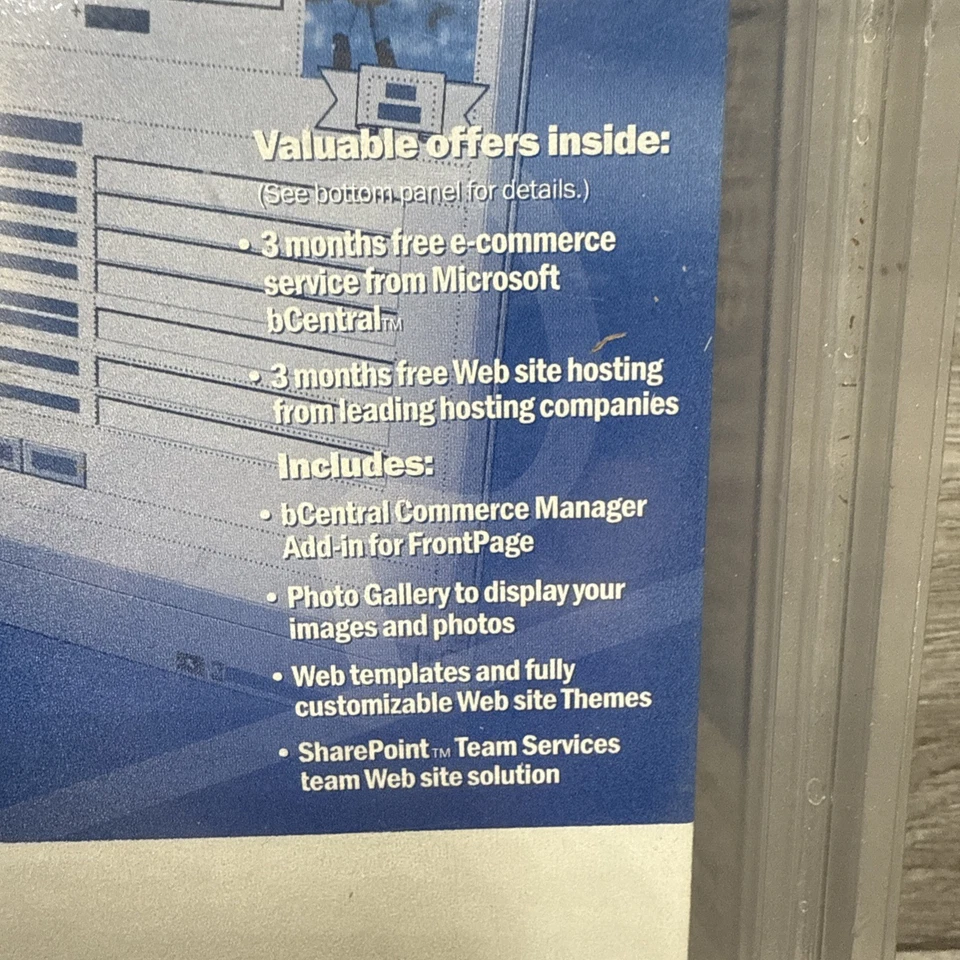 Valuable offers inside:
(See bottom panel for details.)
• 3 months free e-commerce
service from Microsoft
bCentral™
• 3 months free Web site hosting
from leading hosting companies
Includes:
• bCentral Commerce Manager
Add-in for FrontPage
• Photo Gallery to display your
images and photos
• Web templates and fully
customizable Web site Themes
• SharePoint™ Team Services
team Web site solution